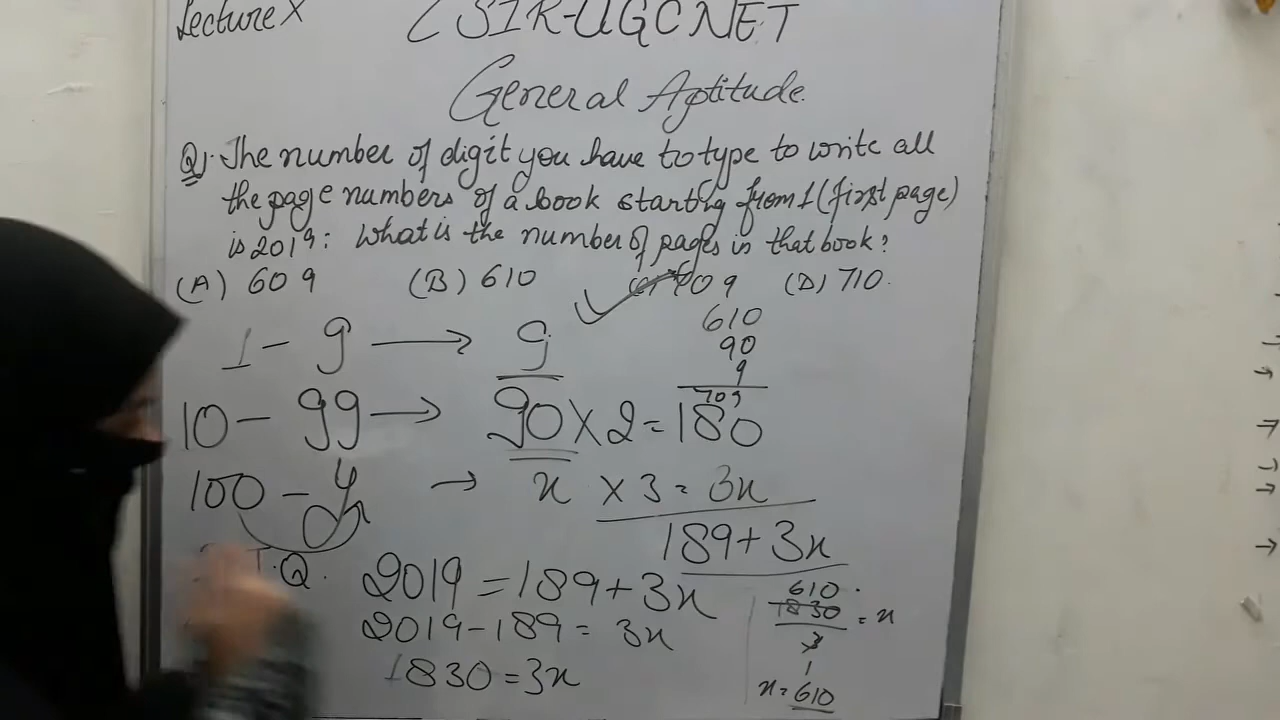 Lecture X
CSIR-UGC NET
General Aptitude.
Q). The number of digit you have to type to write all
the page numbers of a book starting from 1 (first page)
is 2019: What is the number of pages in that book?
(A) 609 (B) 610 (C) 709 (D) 710.
610
90
9
709
1 - 9 → 9
10 - 99 → 90 X 2 = 180
100 - y → x X 3 = 3x
189 + 3x
T.Q. 2019 = 189 + 3x
2019 - 189 = 3x
1830 = 3x
610.
1830 = x
3
1
x = 610